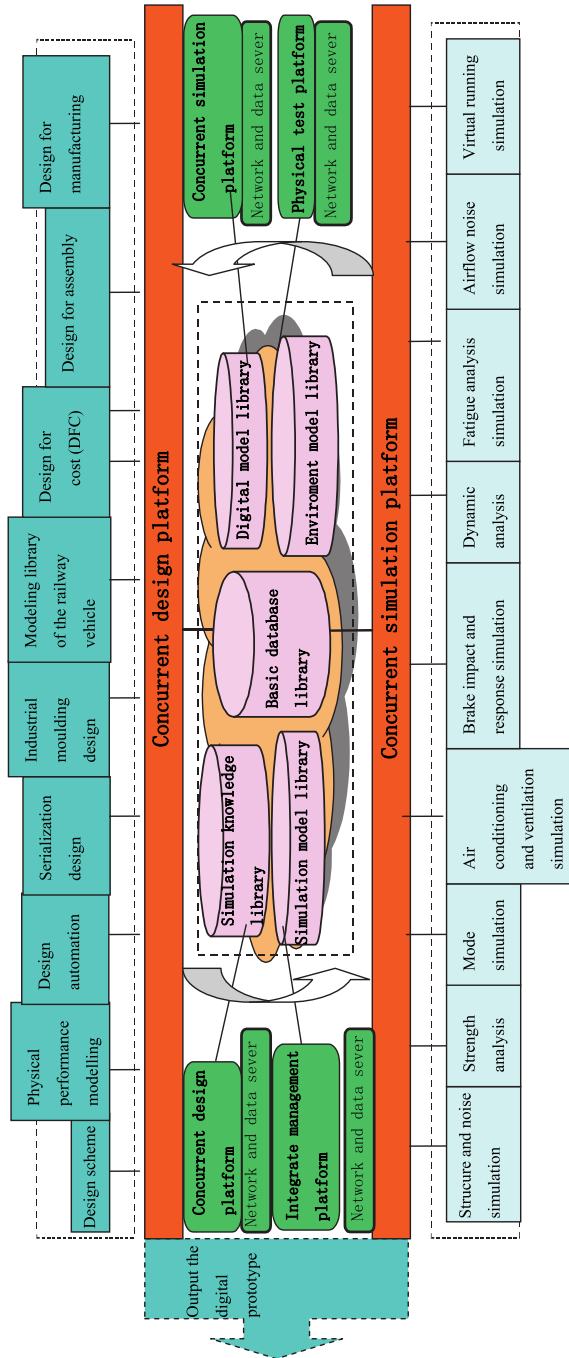 Design scheme
Physical
performance
modelling
Design
automation
Serialization
design
Industrial
moulding
design
Modeling library
of the railway
vehicle
Design for
cost (DFC)
Design for assembly
Design for
manufacturing
Concurrent design platform
Concurrent design
platform
Network and data sever
Integrate management
platform
Network and data sever
Simulation knowledge
library
Simulation model library
Basic database
library
Digital model library
Enviroment model library
Concurrent simulation
platform
Network and data sever
Physical test platform
Network and data sever
Concurrent simulation platform
Strucure and noise
simulation
Strength
analysis
Mode
simulation
Air conditioning
and ventilation
simulation
Brake impact and
response simulation
Dynamic
analysis
Fatigue analysis
simulation
Airflow noise
simulation
Virtual running
simulation
Output the
digital
prototype